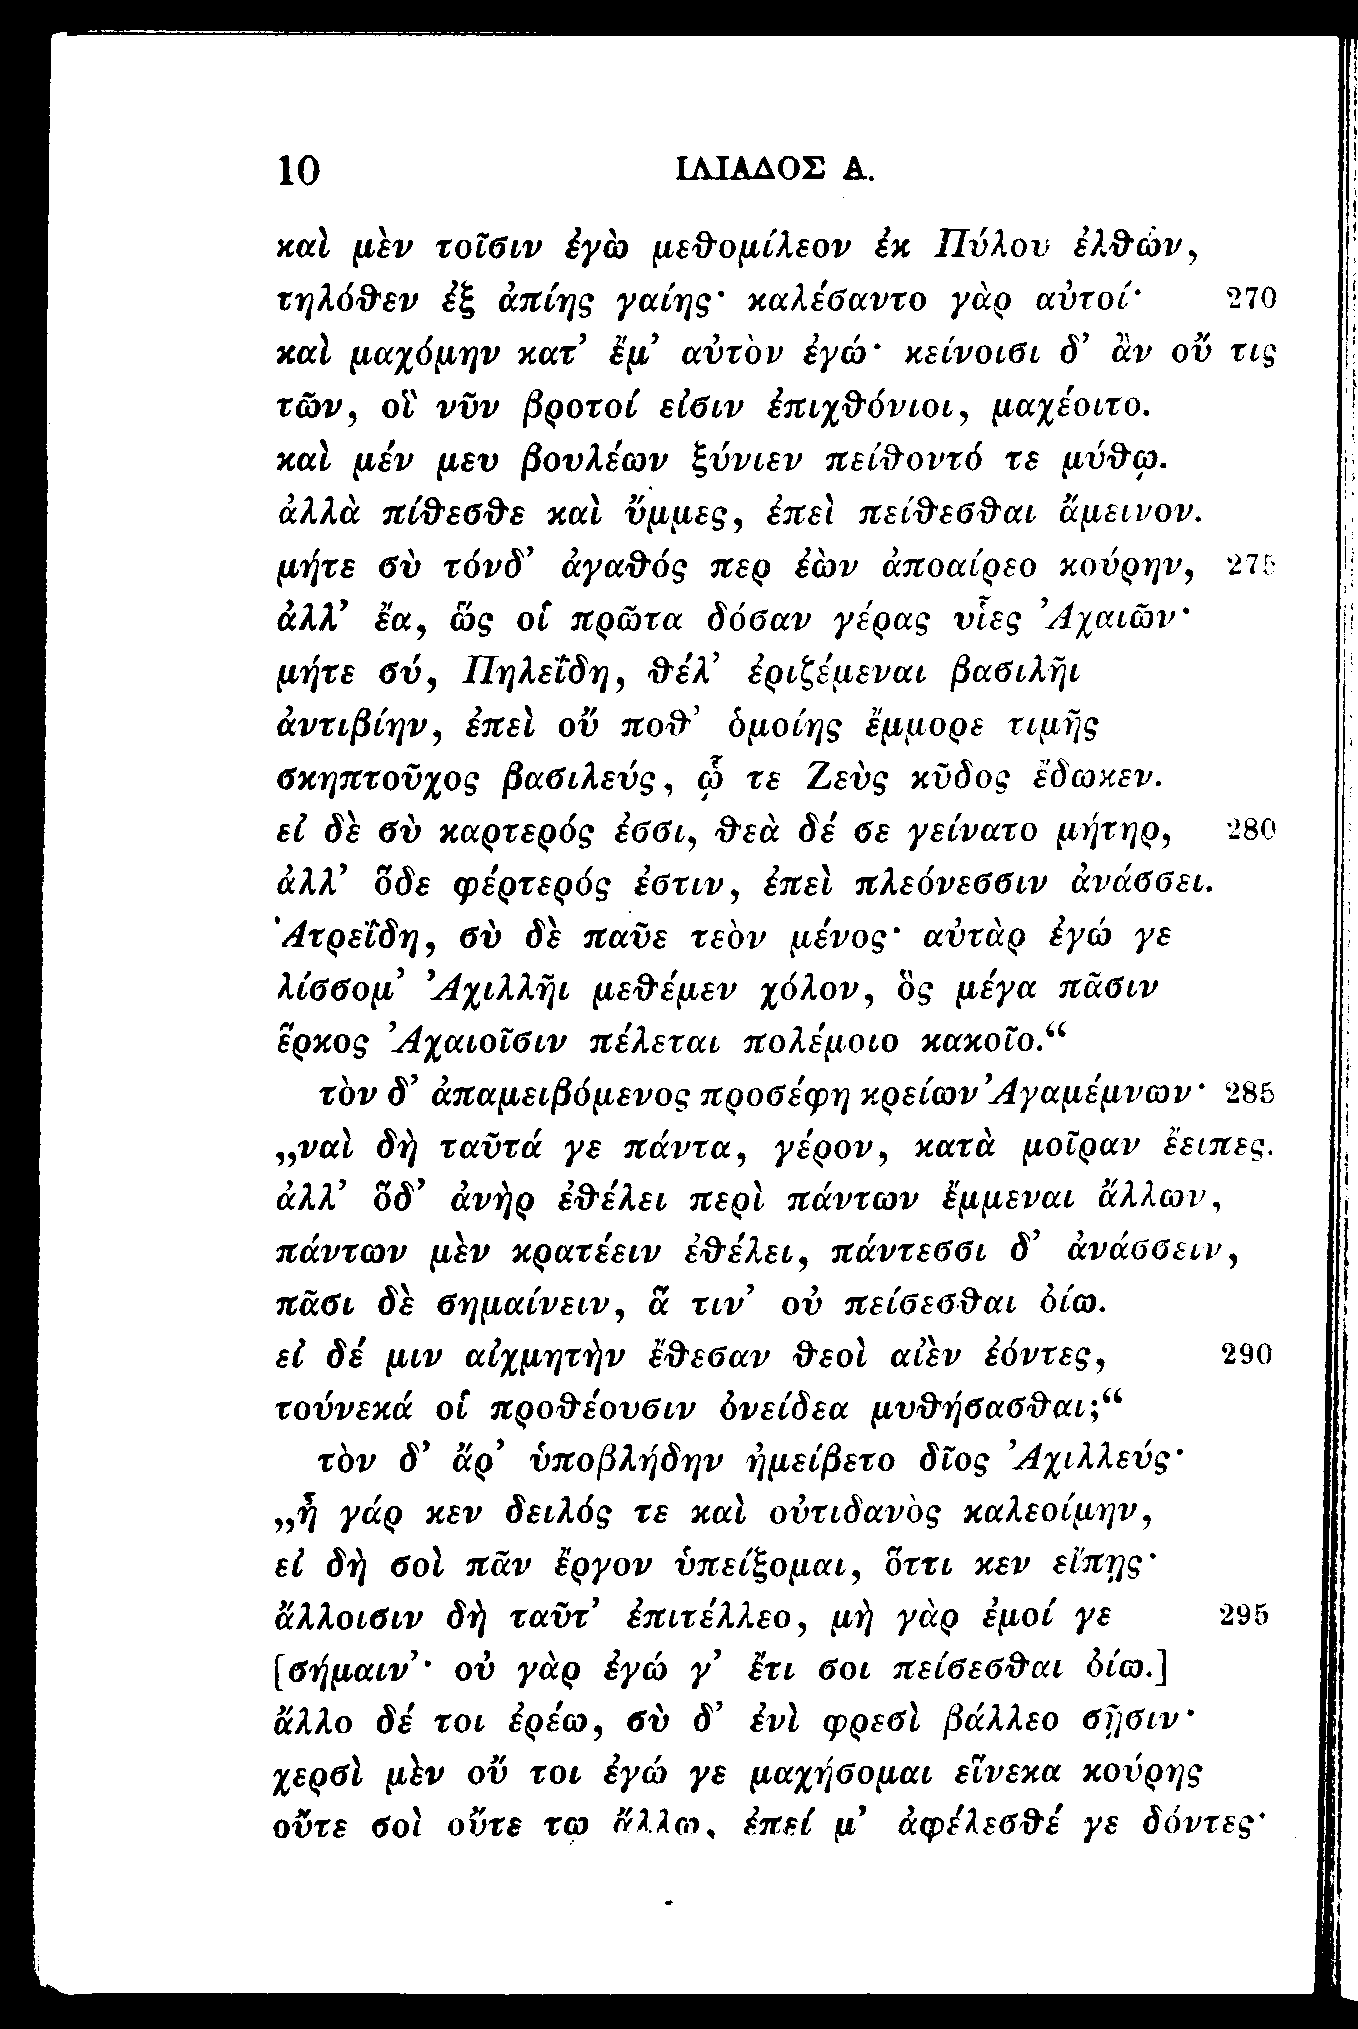 10 ΙΛΙΑΔΟΣ Α.
καὶ μὲν τοῖσιν ἐγὼ μεθομίλεον ἐκ Πύλου ἐλθών,
τηλόθεν ἐξ ἀπίης γαίης· καλέσαντο γὰρ αὐτοί· 270
καὶ μαχόμην κατ’ ἔμ’ αὐτὸν ἐγώ· κείνοισι δ’ ἂν οὔ τις
τῶν, οἳ νῦν βροτοί εἰσιν ἐπιχθόνιοι, μαχέοιτο.
καὶ μέν μευ βουλέων ξύνιεν πείθοντό τε μύθῳ.
ἀλλὰ πίθεσθε καὶ ὔμμες, ἐπεὶ πείθεσθαι ἄμεινον.
μήτε σὺ τόνδ’ ἀγαθός περ ἐὼν ἀποαίρεο κούρην, 275
ἀλλ’ ἔα, ὥς οἱ πρῶτα δόσαν γέρας υἷες Ἀχαιῶν·
μήτε σύ, Πηλεΐδη, θέλ’ ἐριζέμεναι βασιλῆι
ἀντιβίην, ἐπεὶ οὔ ποθ’ ὁμοίης ἔμμορε τιμῆς
σκηπτοῦχος βασιλεύς, ᾧ τε Ζεὺς κῦδος ἔδωκεν.
εἰ δὲ σὺ καρτερός ἐσσι, θεὰ δέ σε γείνατο μήτηρ, 280
ἀλλ’ ὅδε φέρτερός ἐστιν, ἐπεὶ πλεόνεσσιν ἀνάσσει.
Ἀτρεΐδη, σὺ δὲ παῦε τεὸν μένος· αὐτὰρ ἐγώ γε
λίσσομ’ Ἀχιλλῆι μεθέμεν χόλον, ὃς μέγα πᾶσιν
ἕρκος Ἀχαιοῖσιν πέλεται πολέμοιο κακοῖο.“
τὸν δ’ ἀπαμειβόμενος προσέφη κρείων Ἀγαμέμνων· 285
„ναὶ δὴ ταῦτά γε πάντα, γέρον, κατὰ μοῖραν ἔειπες.
ἀλλ’ ὅδ’ ἀνὴρ ἐθέλει περὶ πάντων ἔμμεναι ἄλλων,
πάντων μὲν κρατέειν ἐθέλει, πάντεσσι δ’ ἀνάσσειν,
πᾶσι δὲ σημαίνειν, ἅ τιν’ οὐ πείσεσθαι ὀίω.
εἰ δέ μιν αἰχμητὴν ἔθεσαν θεοὶ αἰὲν ἐόντες, 290
τούνεκά οἱ προθέουσιν ὀνείδεα μυθήσασθαι;“
τὸν δ’ ἄρ’ ὑποβλήδην ἠμείβετο δῖος Ἀχιλλεύς·
„ἦ γάρ κεν δειλός τε καὶ οὐτιδανὸς καλεοίμην,
εἰ δὴ σοὶ πᾶν ἔργον ὑπείξομαι, ὅττι κεν εἴπῃς·
ἄλλοισιν δὴ ταῦτ’ ἐπιτέλλεο, μὴ γὰρ ἐμοί γε 295
[σήμαιν’· οὐ γὰρ ἐγώ γ’ ἔτι σοι πείσεσθαι ὀίω.]
ἄλλο δέ τοι ἐρέω, σὺ δ’ ἐνὶ φρεσὶ βάλλεο σῇσιν·
χερσὶ μὲν οὔ τοι ἐγώ γε μαχήσομαι εἵνεκα κούρης
οὔτε σοὶ οὔτε τῳ ἄλλῳ, ἐπεί μ’ ἀφέλεσθέ γε δόντες·